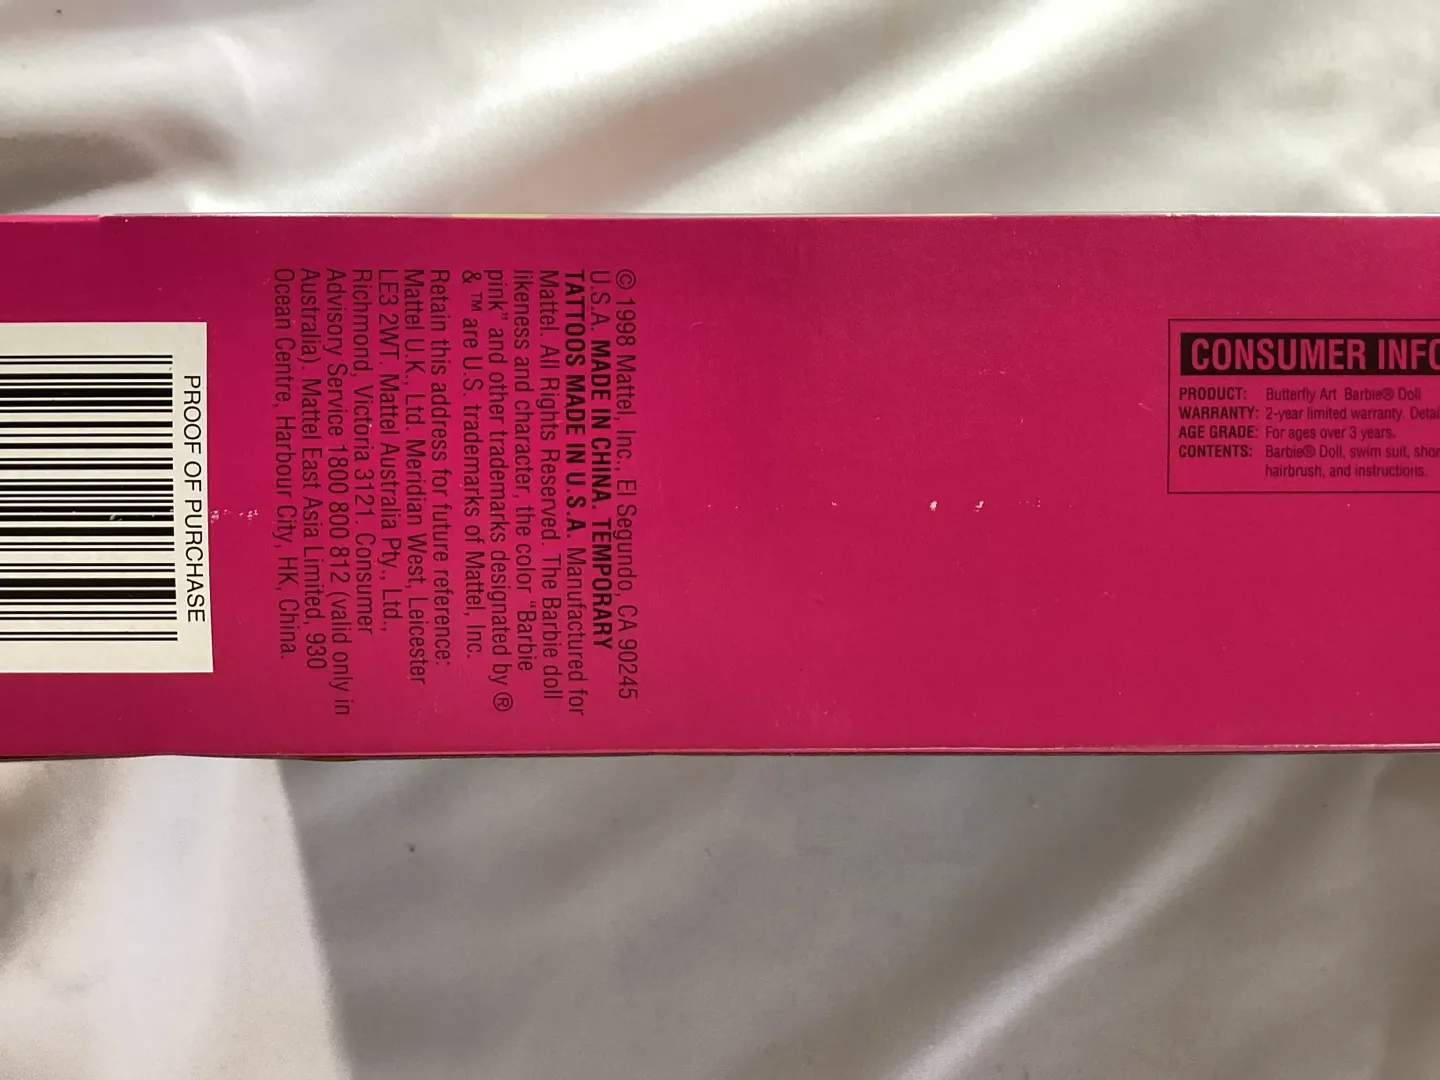 PROOF OF PURCHASE
© 1998 Mattel, Inc., El Segundo, CA 90245
U.S.A. MADE IN CHINA. TEMPORARY
TATTOOS MADE IN U.S.A. Manufactured for
Mattel. All Rights Reserved. The Barbie doll
likeness and character, the color "Barbie
pink" and other trademarks designated by ®
& ™ are U.S. trademarks of Mattel, Inc.
Retain this address for future reference:
Mattel U.K., Ltd. Meridian West, Leicester
LE3 2WT. Mattel Australia Pty., Ltd.,
Richmond, Victoria 3121. Consumer
Advisory Service 1800 800 812 (valid only in
Australia). Mattel East Asia Limited, 930
Ocean Centre, Harbour City, HK, China.
CONSUMER
PRODUCT: Butterfly Art Barbie® Doll
WARRANTY: 2-year limited warranty.
AGE GRADE: For ages over 3 years.
CONTENTS: Barbie® Doll, swim suit,
hairbrush, and instructions.